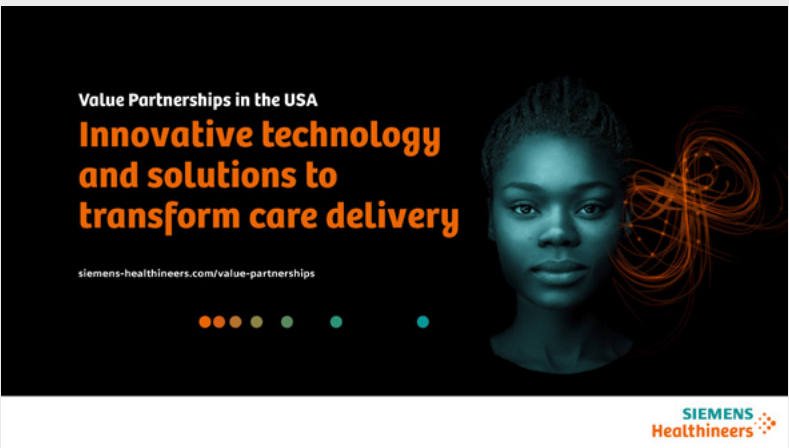 Value Partnerships in the USA
Innovative technology
and solutions to
transform care delivery
siemens-healthineers.com/value-partnerships
SIEMENS
Healthineers